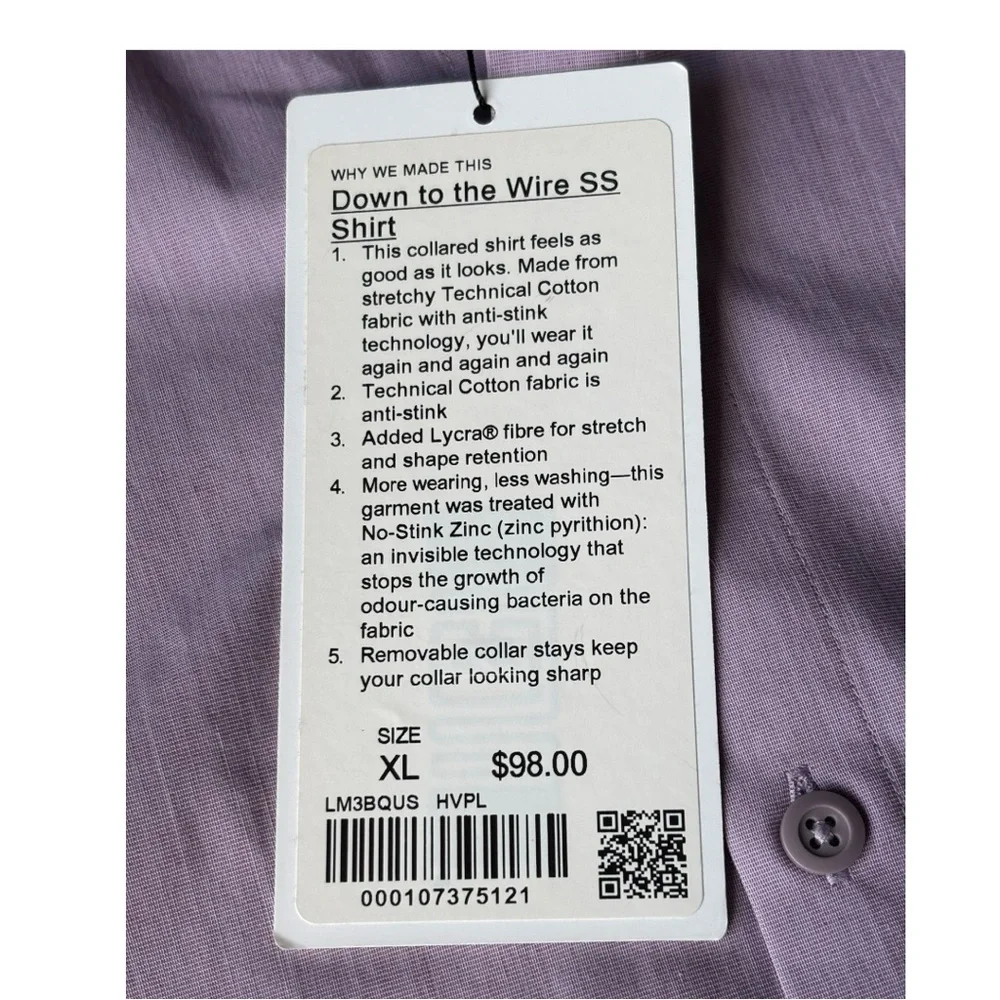 WHY WE MADE THIS
Down to the Wire SS
Shirt
1. This collared shirt feels as
good as it looks. Made from
stretchy Technical Cotton
fabric with anti-stink
technology, you'll wear it
again and again and again
2. Technical Cotton fabric is
anti-stink
3. Added Lycra® fibre for stretch
and shape retention
4. More wearing, less washing—this
garment was treated with
No-Stink Zinc (zinc pyrithion):
an invisible technology that
stops the growth of
odour-causing bacteria on the
fabric
5. Removable collar stays keep
your collar looking sharp
SIZE
XL $98.00
LM3BQUS HVPL
000107375121